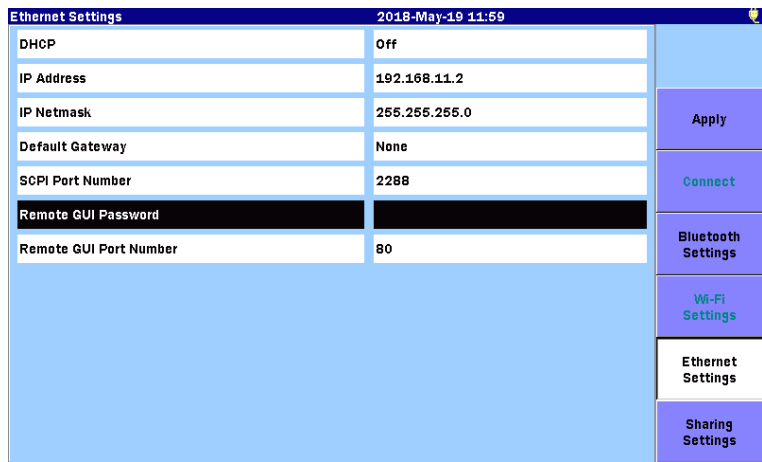 Ethernet Settings 2018-May-19 11:59
DHCP Off
IP Address 192.168.11.2
IP Netmask 255.255.255.0
Default Gateway None
SCPI Port Number 2288
Remote GUI Password
Remote GUI Port Number 80
Apply
Connect
Bluetooth
Settings
Wi-Fi
Settings
Ethernet
Settings
Sharing
Settings